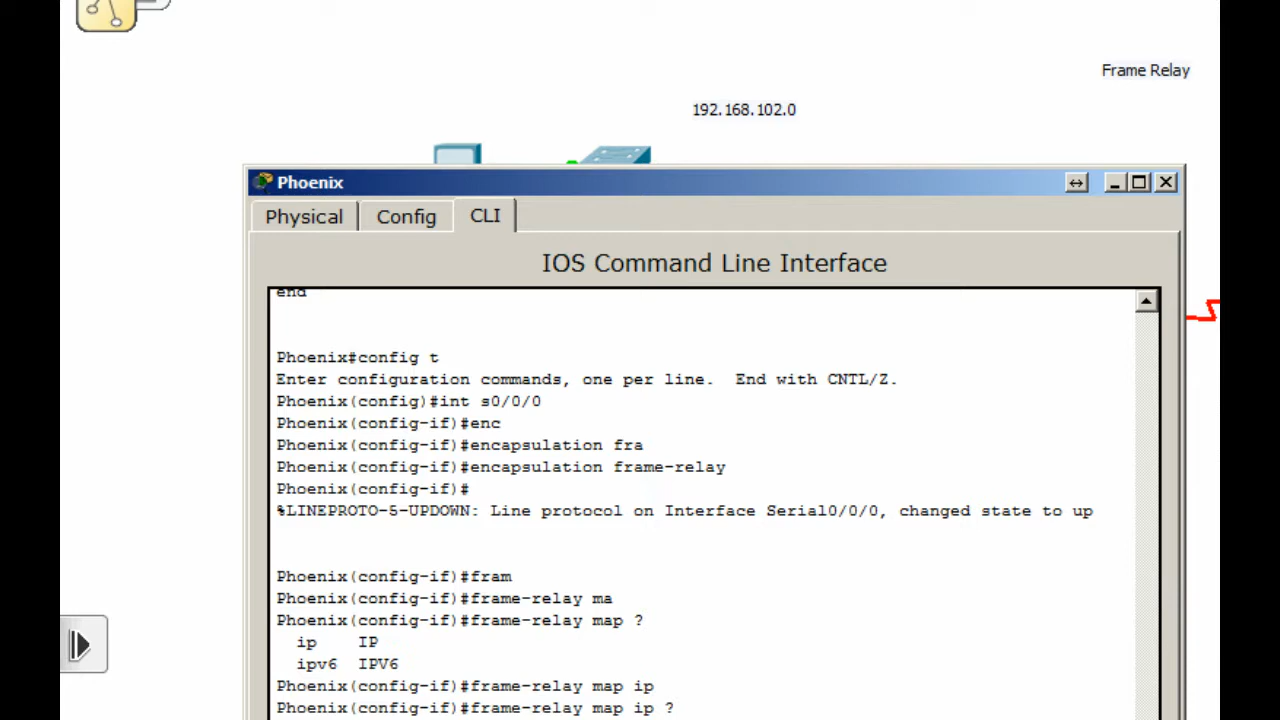 Frame Relay
192.168.102.0
Phoenix
Physical
Config
CLI
IOS Command Line Interface
end
Phoenix#config t
Enter configuration commands, one per line.  End with CNTL/Z.
Phoenix(config)#int s0/0/0
Phoenix(config-if)#enc
Phoenix(config-if)#encapsulation fra
Phoenix(config-if)#encapsulation frame-relay
Phoenix(config-if)#
%LINEPROTO-5-UPDOWN: Line protocol on Interface Serial0/0/0, changed state to up
Phoenix(config-if)#fram
Phoenix(config-if)#frame-relay ma
Phoenix(config-if)#frame-relay map ?
ip    IP
ipv6  IPV6
Phoenix(config-if)#frame-relay map ip
Phoenix(config-if)#frame-relay map ip ?